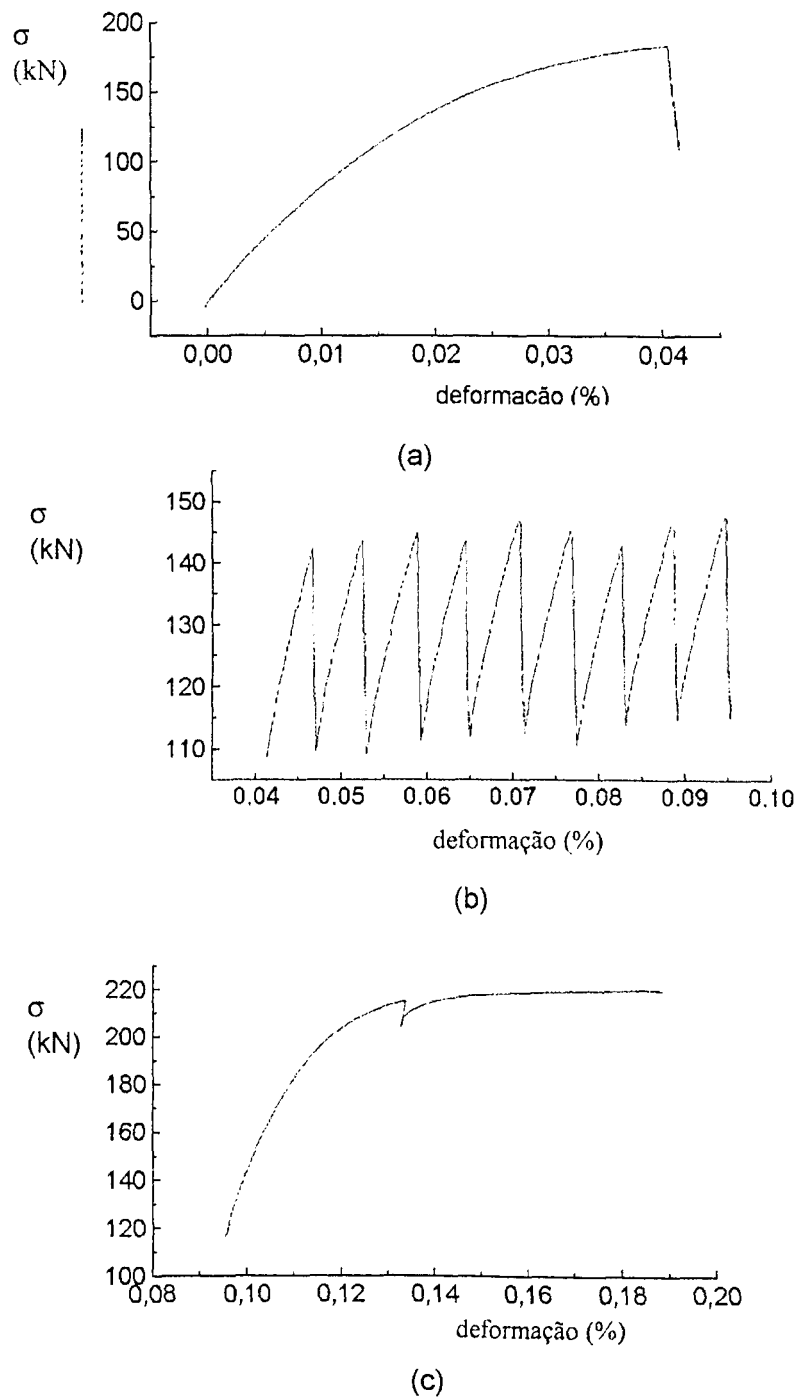 σ
(kN)
200
150
100
50
0
0,00 0,01 0,02 0,03 0,04
deformacão (%)
(a)
σ
(kN)
150
140
130
120
110
0.04 0.05 0.06 0.07 0.08 0.09 0.10
deformação (%)
(b)
σ
(kN)
220
200
180
160
140
120
100
0,08 0,10 0,12 0,14 0,16 0,18 0,20
deformação (%)
(c)